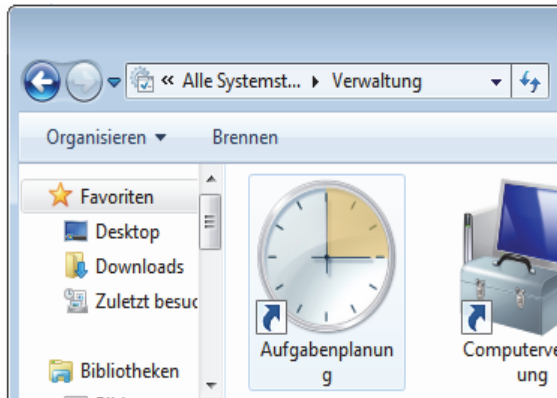 « Alle Systemst... Verwaltung
Organisieren Brennen
Favoriten
Desktop
Downloads
Zuletzt besuc
Bibliotheken
Aufgabenplanun
g
Computerve
ung